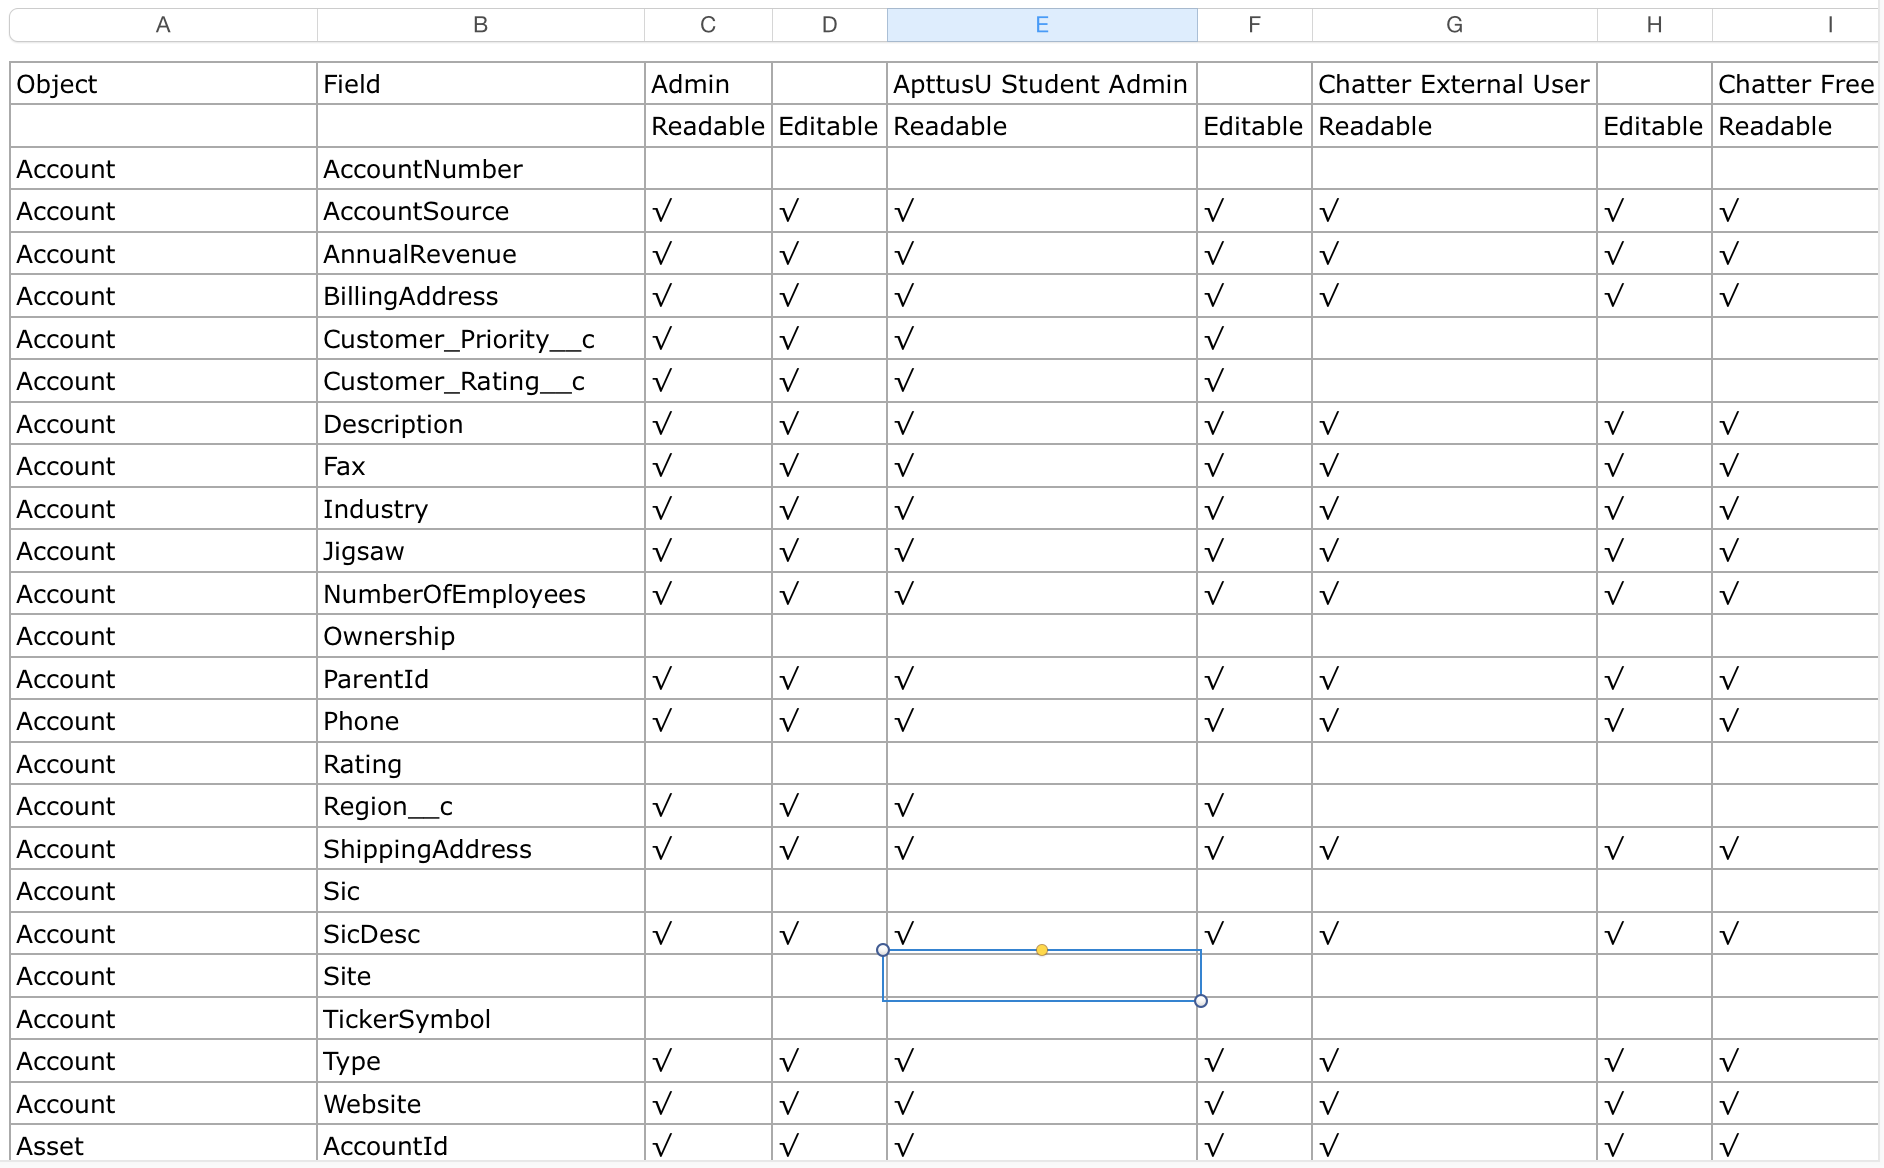 A B C D E F G H I
Object Field Admin ApttusU Student Admin Chatter External User Chatter Free
Readable Editable Readable Editable Readable Editable Readable
Account AccountNumber
Account AccountSource √ √ √ √ √ √ √
Account AnnualRevenue √ √ √ √ √ √ √
Account BillingAddress √ √ √ √ √ √ √
Account Customer_Priority__c √ √ √ √
Account Customer_Rating__c √ √ √ √
Account Description √ √ √ √ √ √ √
Account Fax √ √ √ √ √ √ √
Account Industry √ √ √ √ √ √ √
Account Jigsaw √ √ √ √ √ √ √
Account NumberOfEmployees √ √ √ √ √ √ √
Account Ownership
Account ParentId √ √ √ √ √ √ √
Account Phone √ √ √ √ √ √ √
Account Rating
Account Region__c √ √ √ √
Account ShippingAddress √ √ √ √ √ √ √
Account Sic
Account SicDesc √ √ √ √ √ √ √
Account Site
Account TickerSymbol
Account Type √ √ √ √ √ √ √
Account Website √ √ √ √ √ √ √
Asset AccountId √ √ √ √ √ √ √